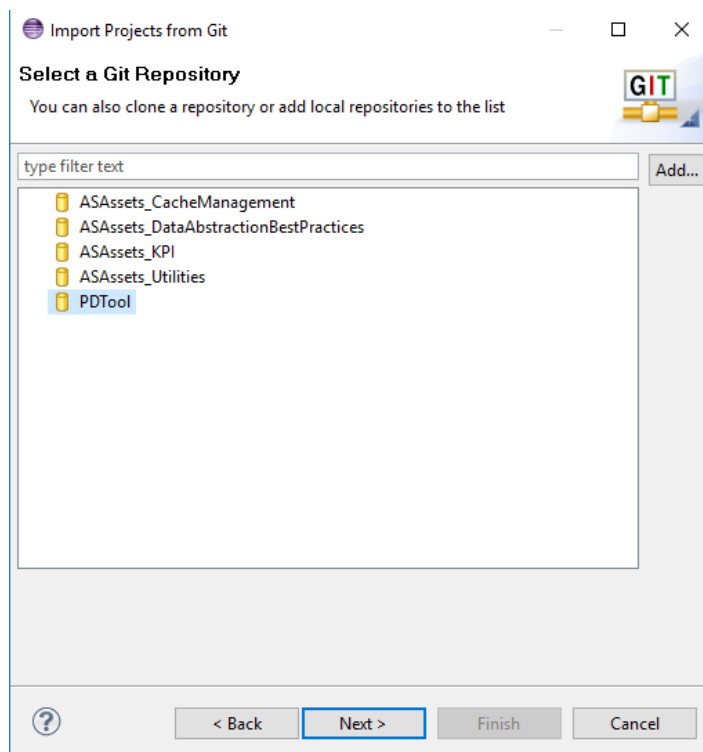 Import Projects from Git
Select a Git Repository
You can also clone a repository or add local repositories to the list
GIT
type filter text
Add...
ASAssets_CacheManagement
ASAssets_DataAbstractionBestPractices
ASAssets_KPI
ASAssets_Utilities
PDTool
?
< Back
Next >
Finish
Cancel